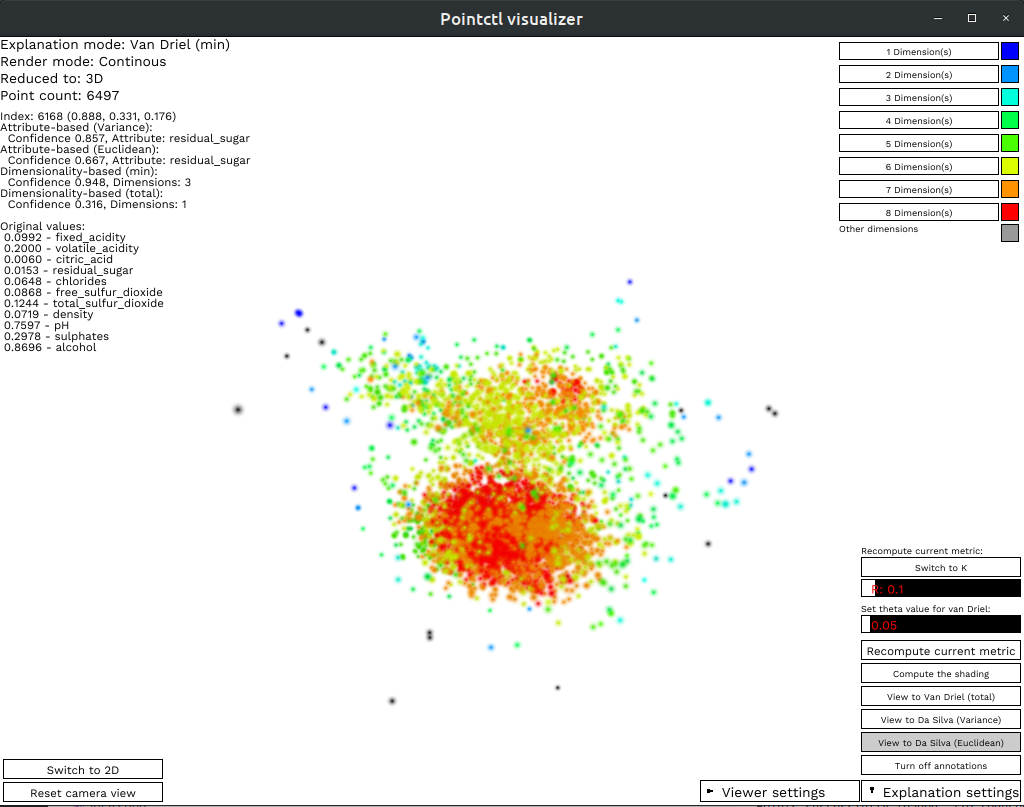 Pointctl visualizer
Explanation mode: Van Driel (min)
Render mode: Continous
Reduced to: 3D
Point count: 6497
Index: 6168 (0.888, 0.331, 0.176)
Attribute-based (Variance):
Confidence 0.857, Attribute: residual_sugar
Attribute-based (Euclidean):
Confidence 0.667, Attribute: residual_sugar
Dimensionality-based (min):
Confidence 0.948, Dimensions: 3
Dimensionality-based (total):
Confidence 0.316, Dimensions: 1
Original values:
0.0992 - fixed_acidity
0.2000 - volatile_acidity
0.0060 - citric_acid
0.0153 - residual_sugar
0.0648 - chlorides
0.0868 - free_sulfur_dioxide
0.1244 - total_sulfur_dioxide
0.0719 - density
0.7597 - pH
0.2978 - sulphates
0.8696 - alcohol
1 Dimension(s)
2 Dimension(s)
3 Dimension(s)
4 Dimension(s)
5 Dimension(s)
6 Dimension(s)
7 Dimension(s)
8 Dimension(s)
Other dimensions
Recompute current metric:
Switch to K
R: 0.1
Set theta value for van Driel:
0.05
Recompute current metric
Compute the shading
View to Van Driel (total)
View to Da Silva (Variance)
View to Da Silva (Euclidean)
Turn off annotations
Switch to 2D
Reset camera view
Viewer settings
Explanation settings